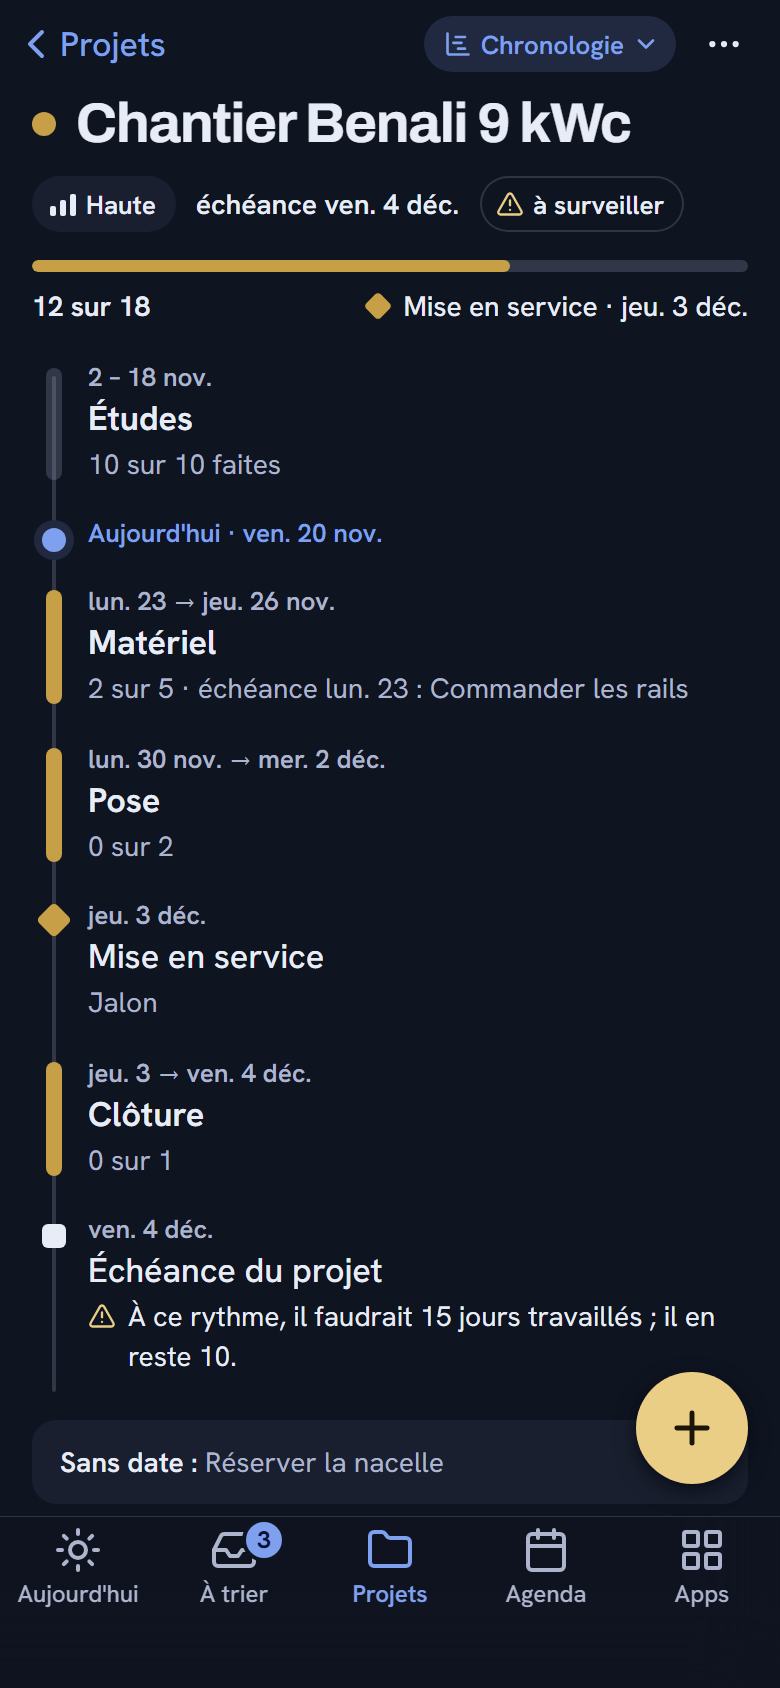 Projets
Chronologie
Chantier Benali 9 kWc
Haute
échéance ven. 4 déc.
à surveiller
12 sur 18
Mise en service · jeu. 3 déc.
2 – 18 nov.
Études
10 sur 10 faites
Aujourd'hui · ven. 20 nov.
lun. 23 → jeu. 26 nov.
Matériel
2 sur 5 · échéance lun. 23 : Commander les rails
lun. 30 nov. → mer. 2 déc.
Pose
0 sur 2
jeu. 3 déc.
Mise en service
Jalon
jeu. 3 → ven. 4 déc.
Clôture
0 sur 1
ven. 4 déc.
Échéance du projet
À ce rythme, il faudrait 15 jours travaillés ; il en
reste 10.
Sans date : Réserver la nacelle
3
Aujourd'hui
À trier
Projets
Agenda
Apps